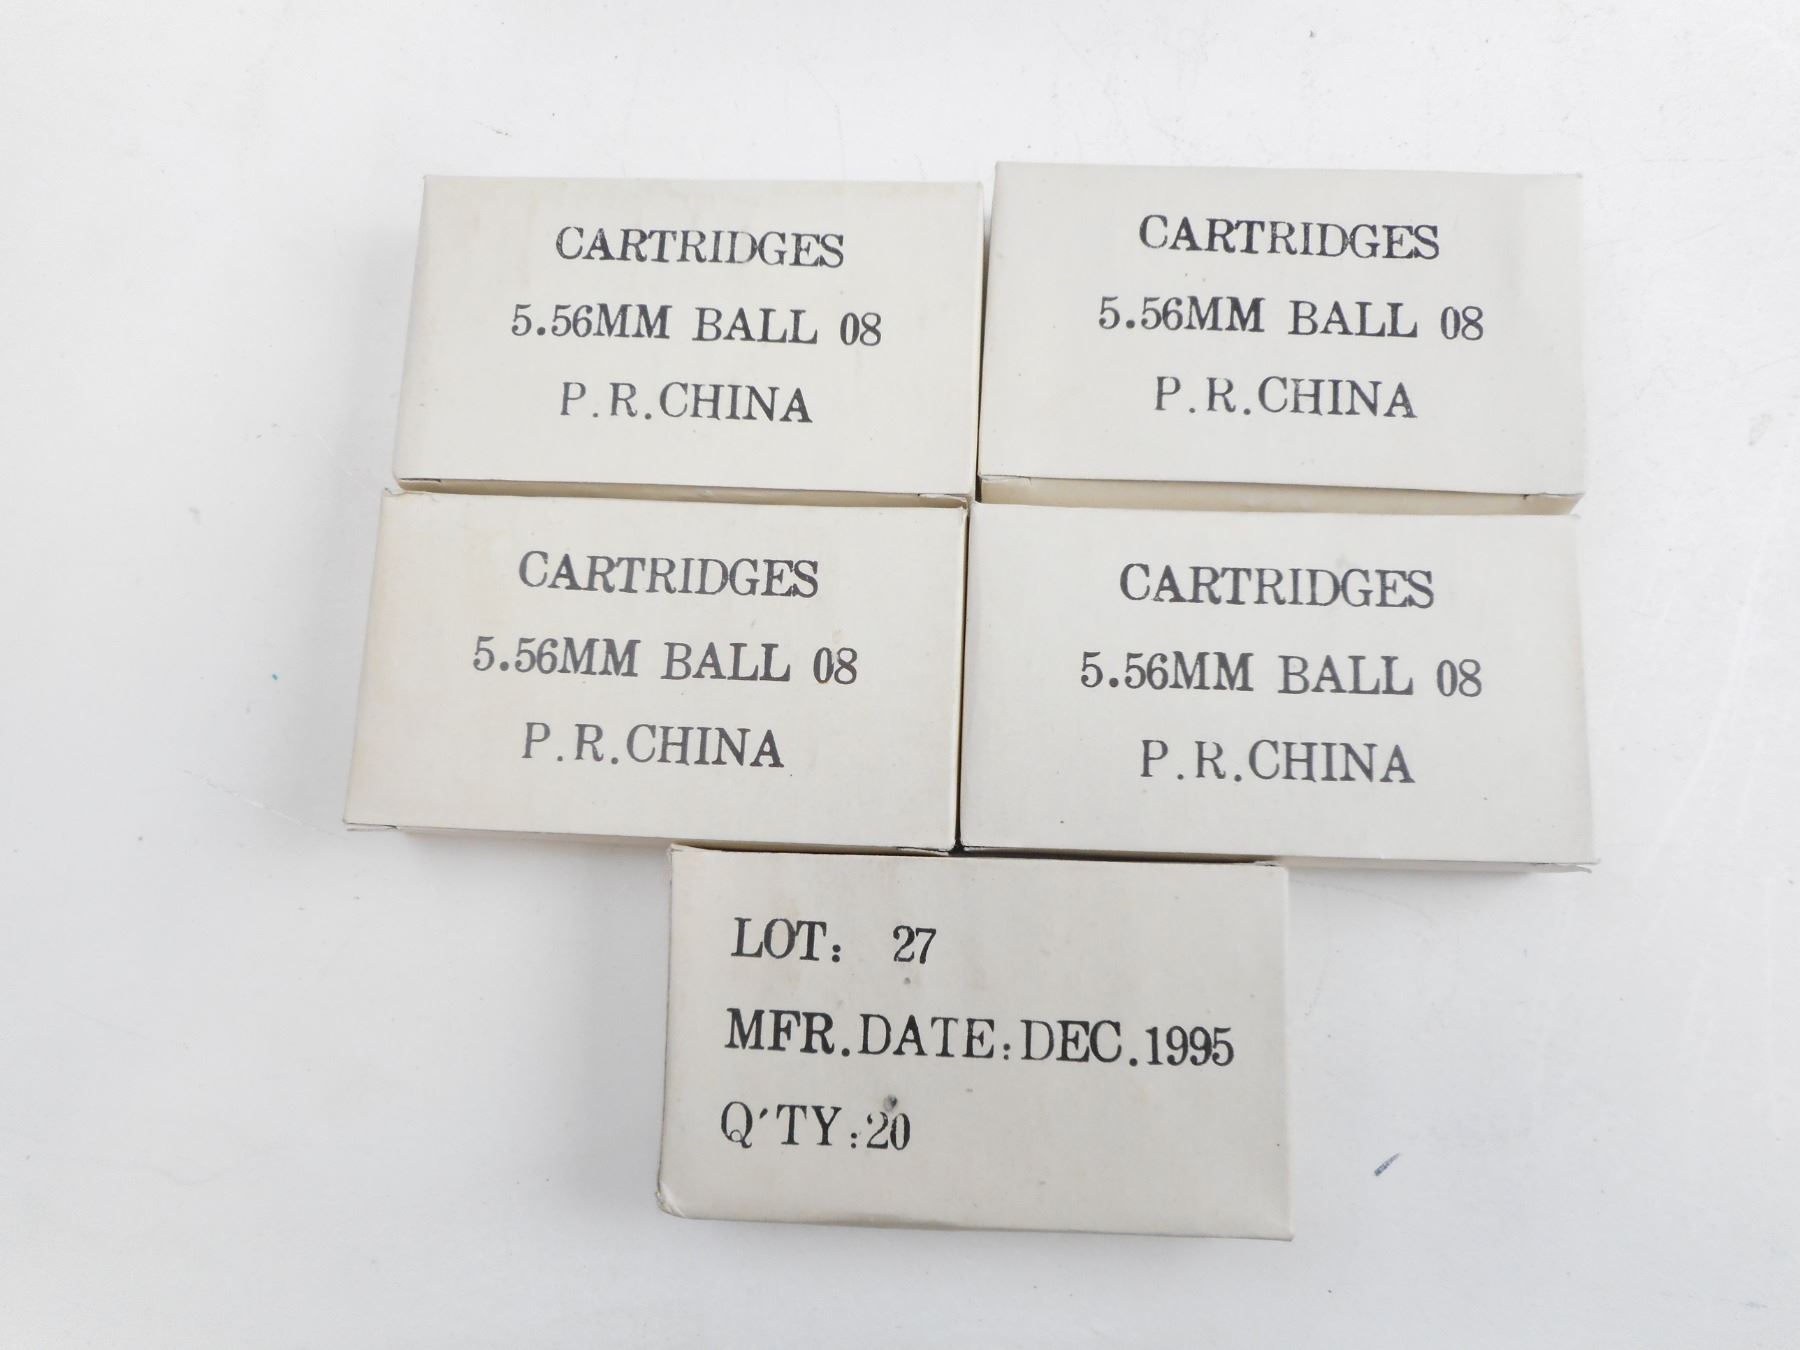 CARTRIDGES
5.56MM BALL 08
P.R.CHINA
CARTRIDGES
5.56MM BALL 08
P.R.CHINA
CARTRIDGES
5.56MM BALL 08
P.R.CHINA
CARTRIDGES
5.56MM BALL 08
P.R.CHINA
LOT: 27
MFR.DATE:DEC.1995
Q'TY:20